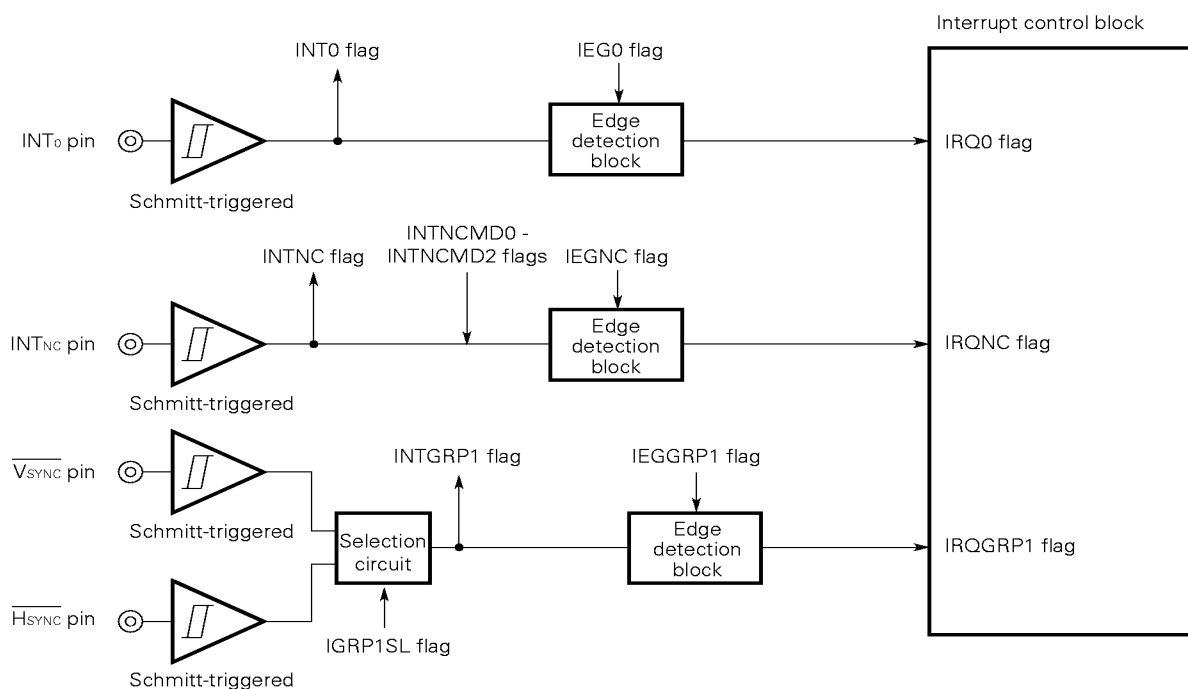 Interrupt control block
INT0 flag
IEG0 flag
INT0 pin
Edge
detection
block
IRQ0 flag
Schmitt-triggered
INTNCMD0 -
INTNCMD2 flags
INTNC flag
IEGNC flag
INTNC pin
Edge
detection
block
IRQNC flag
Schmitt-triggered
VSYNC pin
INTGRP1 flag
IEGGRP1 flag
Schmitt-triggered
Selection
circuit
Edge
detection
block
IRQGRP1 flag
HSYNC pin
IGRP1SL flag
Schmitt-triggered